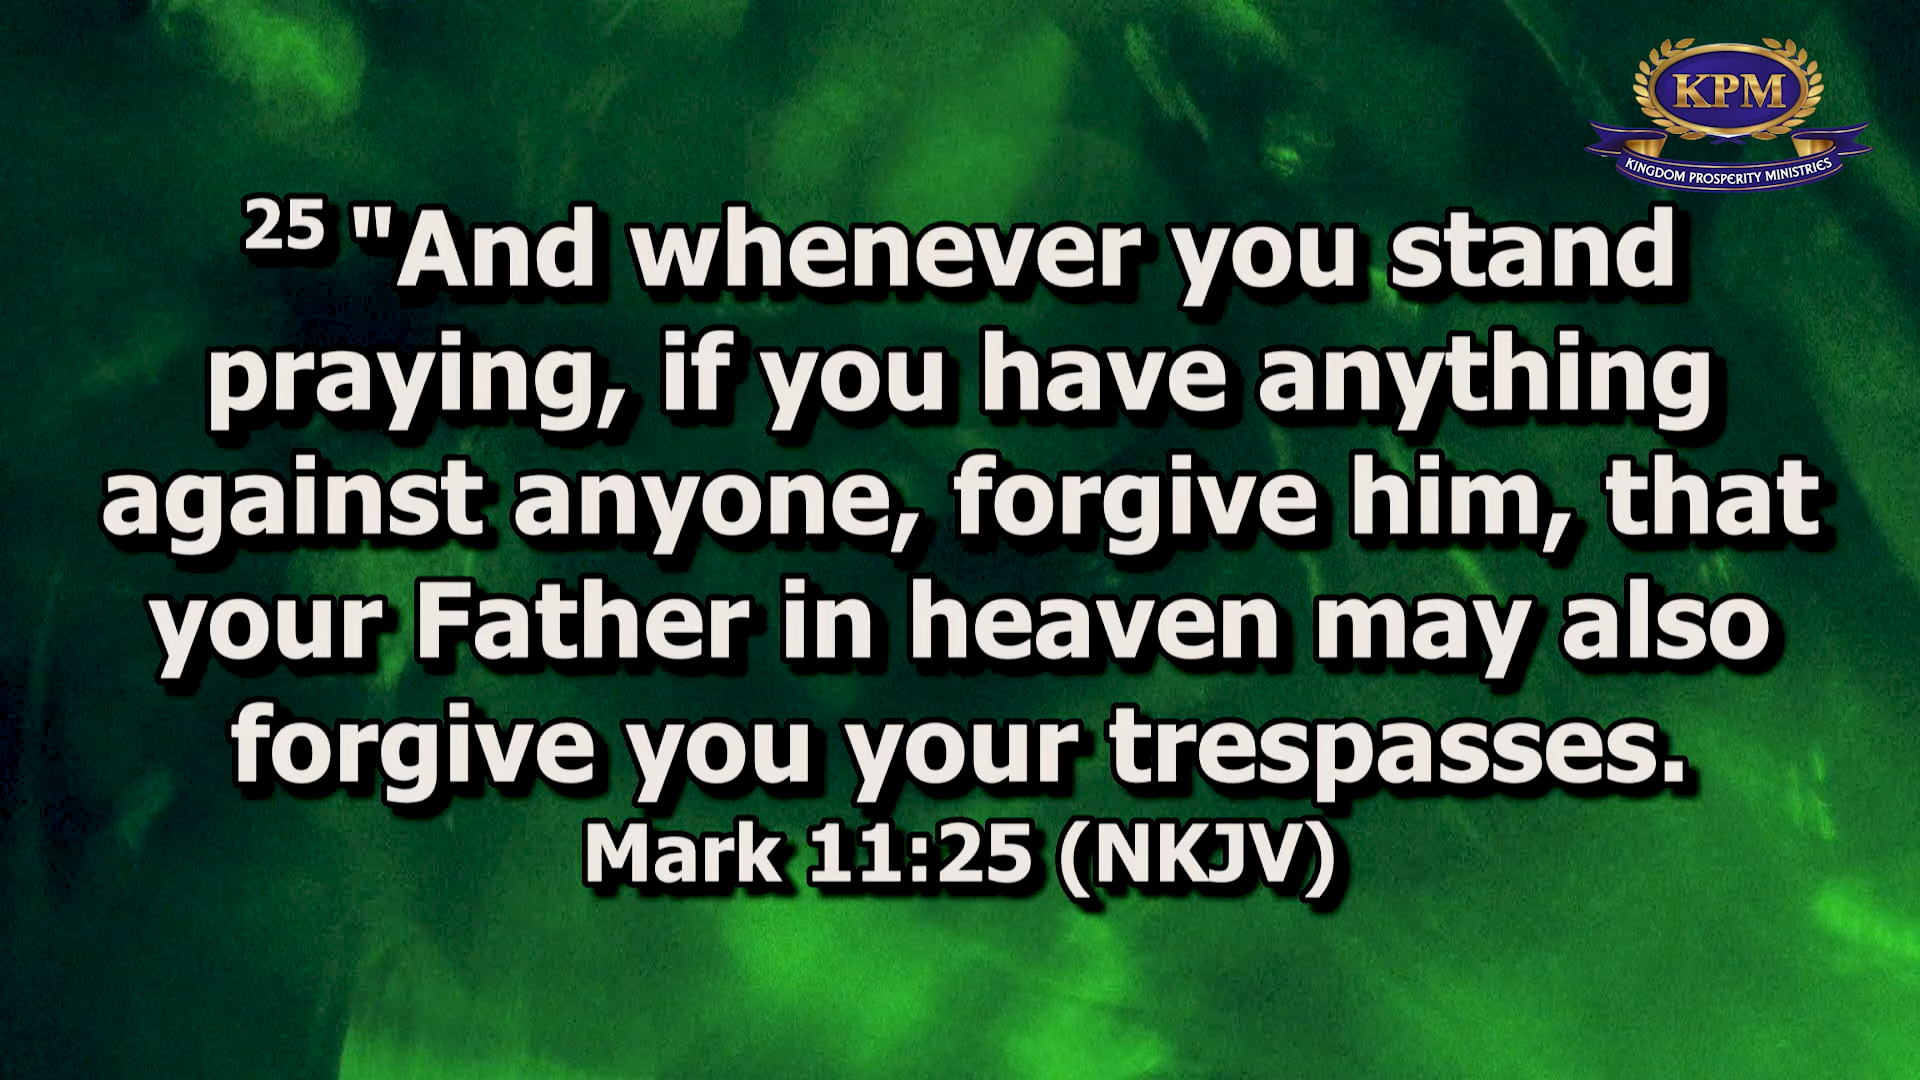 KPM
KINGDOM PROSPERITY MINISTRIES
25 "And whenever you stand
praying, if you have anything
against anyone, forgive him, that
your Father in heaven may also
forgive you your trespasses.
Mark 11:25 (NKJV)